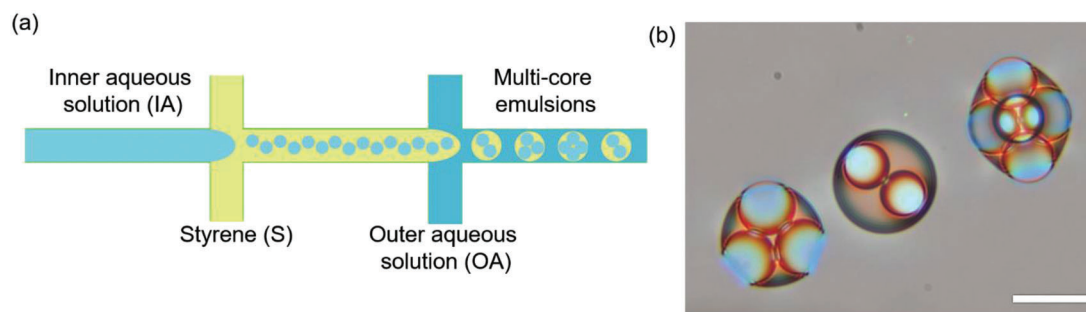 (a)
Inner aqueous
solution (IA)
Multi-core
emulsions
Styrene (S)
Outer aqueous
solution (OA)
(b)